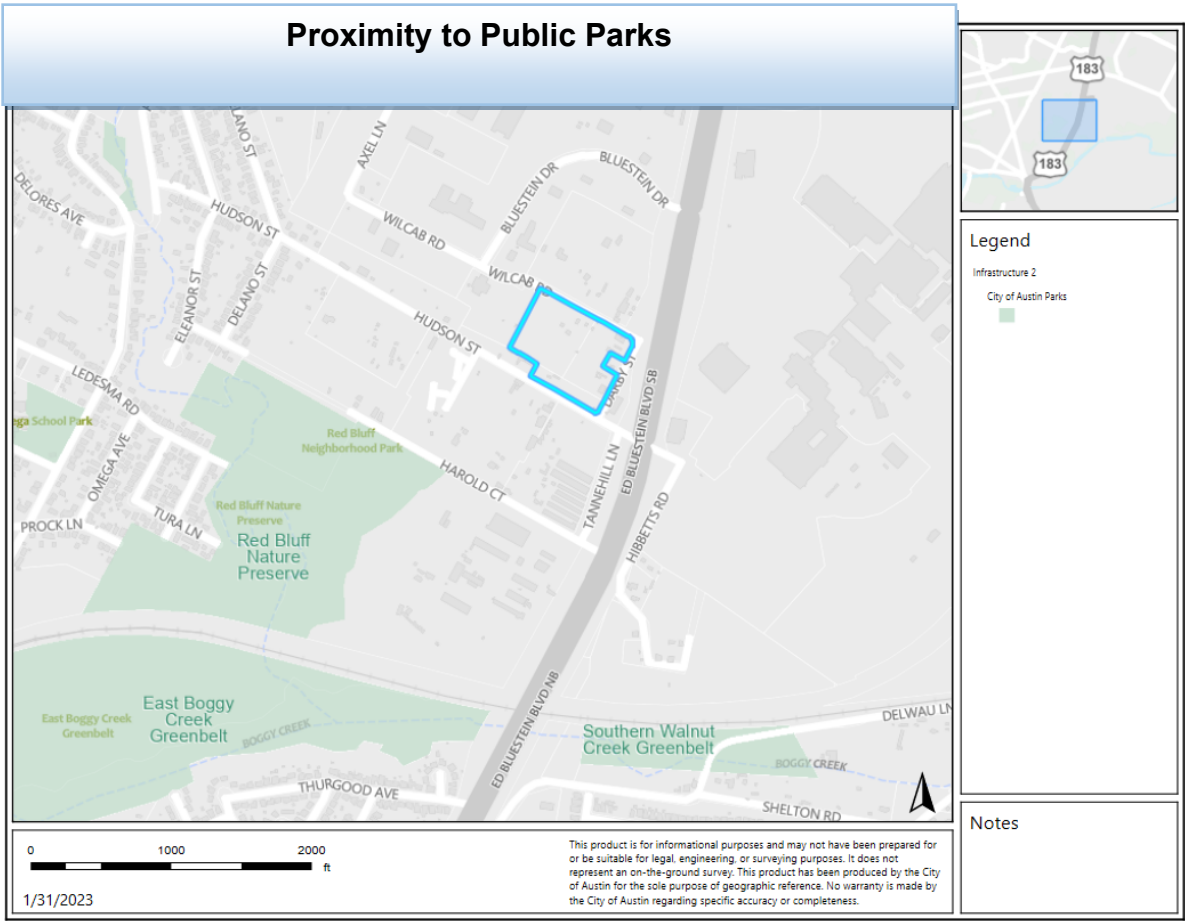 Proximity to Public Parks
183
183
Legend
Infrastructure 2
City of Austin Parks
Notes
LANO ST
AXEL LN
BLUESTEIN DR
BLUESTEIN DR
DELORES AVE
HUDSON ST
WILCAB RD
WILCAB RD
ELEANOR ST
DELANO ST
HUDSON ST
DARBY ST
LEDESMA RD
ega School Park
Red Bluff
Neighborhood Park
OMEGA AVE
HAROLD CT
TANNEHILL LN
ED BLUESTEIN BLVD SB
HIBBETTS RD
PROCK LN
TURA LN
Red Bluff Nature
Preserve
Red Bluff
Nature
Preserve
East Boggy Creek
Greenbelt
East Boggy
Creek
Greenbelt
BOGGY CREEK
ED BLUESTEIN BLVD NB
Southern Walnut
Creek Greenbelt
DELWAU LN
BOGGY CREEK
THURGOOD AVE
SHELTON RD
0 1000 2000
ft
1/31/2023
This product is for informational purposes and may not have been prepared for
or be suitable for legal, engineering, or surveying purposes. It does not
represent an on-the-ground survey. This product has been produced by the City
of Austin for the sole purpose of geographic reference. No warranty is made by
the City of Austin regarding specific accuracy or completeness.